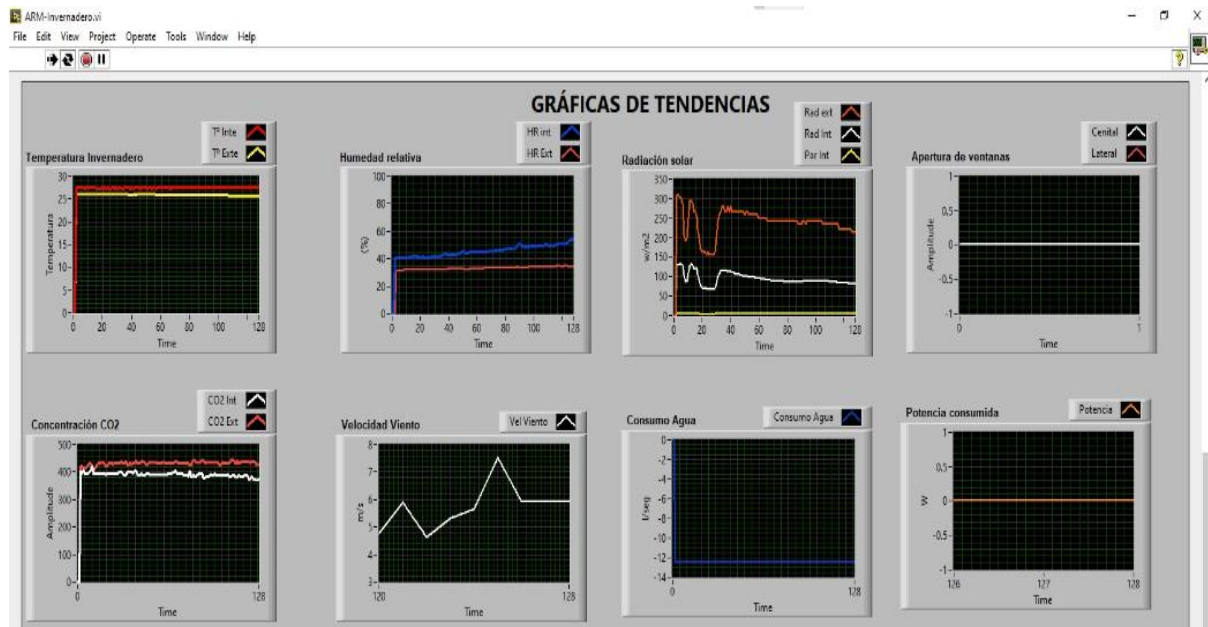 ARM-Invernadero.vi
File Edit View Project Operate Tools Window Help
GRÁFICAS DE TENDENCIAS
Tª Inte
Tª Exte
Temperatura Invernadero
30
25
20
15
10
5
0
Temperatura
0 20 40 60 80 100 128
Time
HR int
HR Ext
Humedad relativa
100
80
60
40
20
0
(%)
0 20 40 60 80 100 128
Time
Rad ext
Rad Int
Par Int
Radiación solar
350
300
250
200
150
100
50
0
w/m2
0 20 40 60 80 100 128
Time
Cenital
Lateral
Apertura de ventanas
1
0,5
0
-0.5
-1
Amplitude
0 1
Time
CO2 Int
CO2 Ext
Concentración CO2
500
400
300
200
100
0
Amplitude
0 128
Time
Vel Viento
Velocidad Viento
8
7
6
5
4
3
m/s
120 128
Time
Consumo Agua
Consumo Agua
0
-2
-4
-6
-8
-10
-12
-14
l/seg
0 128
Time
Potencia
Potencia consumida
1
0.5
0
-0.5
-1
W
126 127 128
Time